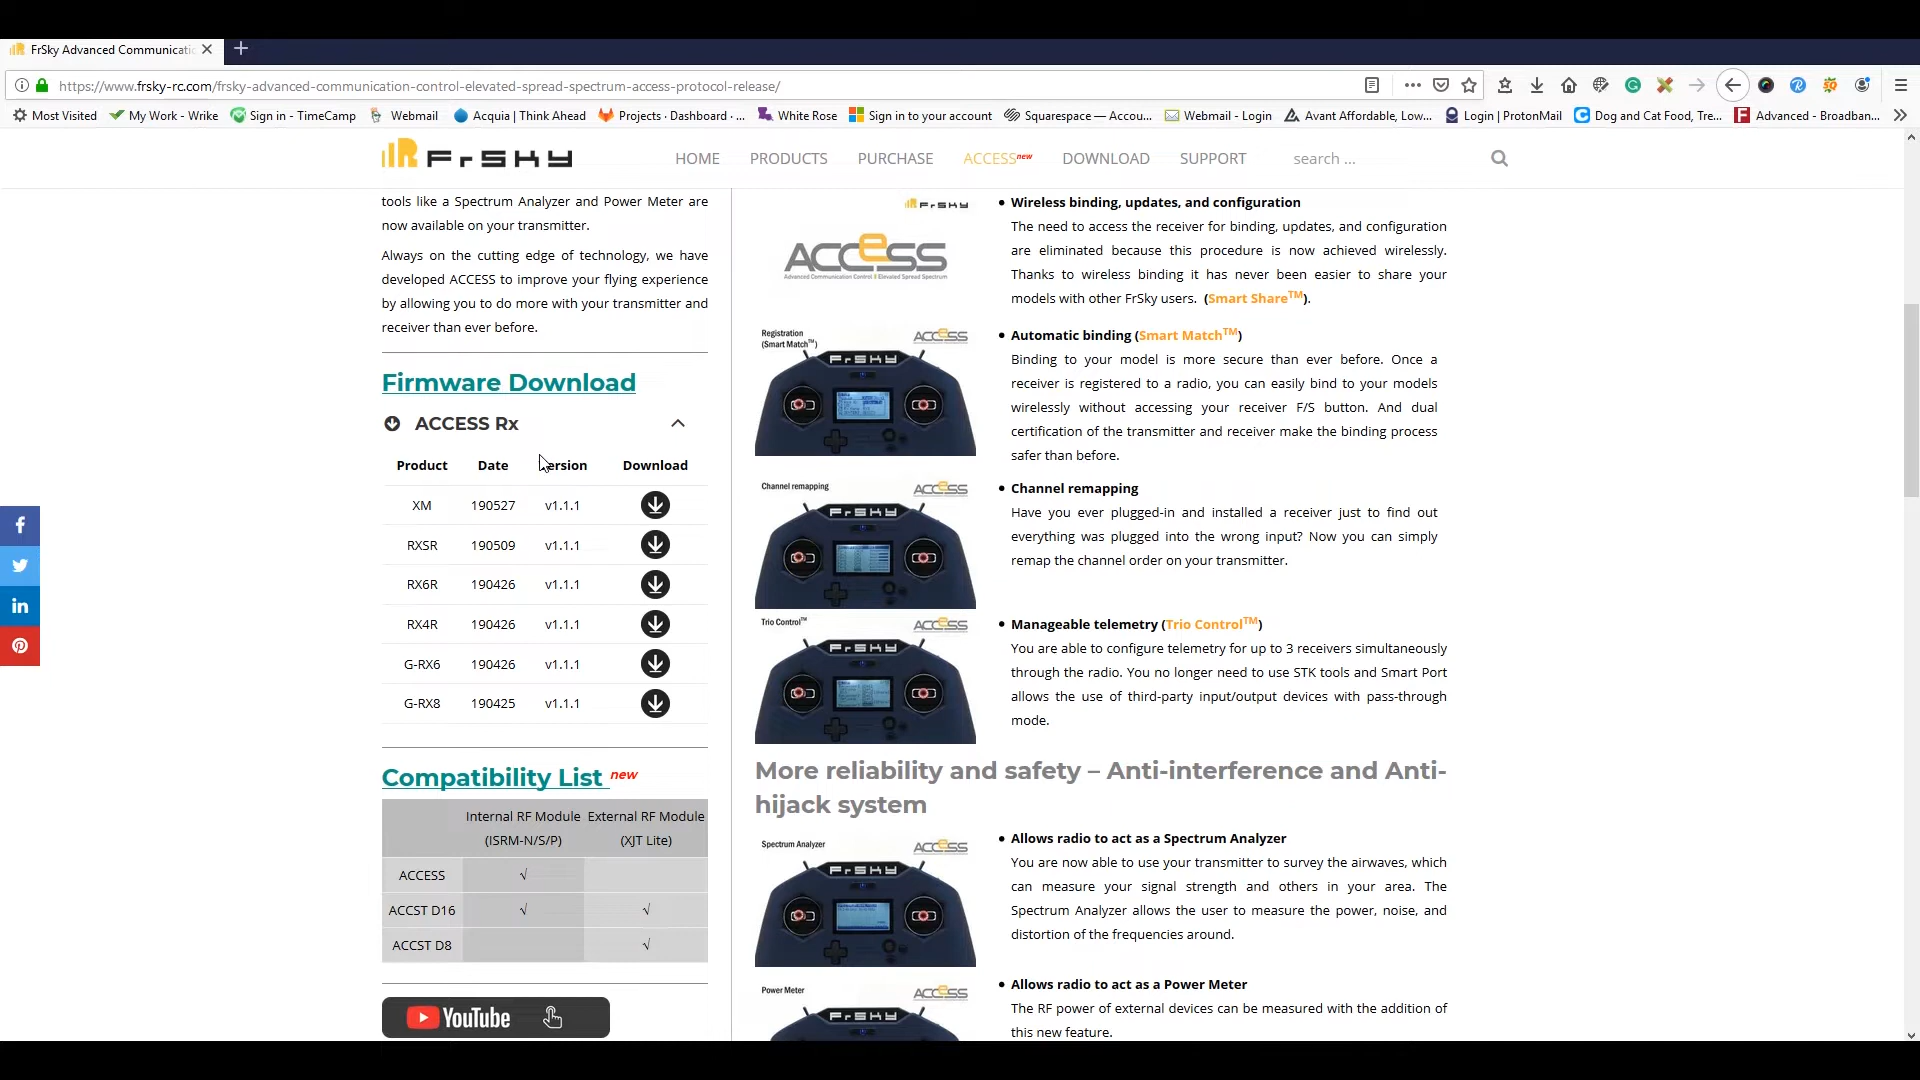 FrSky Advanced Communicatic
https://www.frsky-rc.com/frsky-advanced-communication-control-elevated-spread-spectrum-access-protocol-release/
Most Visited
My Work - Wrike
Sign in - TimeCamp
Webmail
Acquia | Think Ahead
Projects · Dashboard · ...
White Rose
Sign in to your account
Squarespace — Accou...
Webmail - Login
Avant Affordable, Low...
Login | ProtonMail
Dog and Cat Food, Tre...
Advanced - Broadban...
FrSKY
HOME
PRODUCTS
PURCHASE
ACCESS new
DOWNLOAD
SUPPORT
search ...
tools like a Spectrum Analyzer and Power Meter are
now available on your transmitter.
Always on the cutting edge of technology, we have
developed ACCESS to improve your flying experience
by allowing you to do more with your transmitter and
receiver than ever before.
Firmware Download
ACCESS Rx
Product Date ersion Download
XM 190527 v1.1.1
RXSR 190509 v1.1.1
RX6R 190426 v1.1.1
RX4R 190426 v1.1.1
G-RX6 190426 v1.1.1
G-RX8 190425 v1.1.1
Compatibility List new
Internal RF Module External RF Module
(ISRM-N/S/P) (XJT Lite)
ACCESS √
ACCST D16 √ √
ACCST D8 √
YouTube
FrSKY
ACCeSS
Advanced Communication Control Elevated Spread Spectrum
Wireless binding, updates, and configuration
The need to access the receiver for binding, updates, and configuration
are eliminated because this procedure is now achieved wirelessly.
Thanks to wireless binding it has never been easier to share your
models with other FrSky users. (Smart Share™).
Registration
(Smart Match™)
ACCeSS
FrSKY
Automatic binding (Smart Match™)
Binding to your model is more secure than ever before. Once a
receiver is registered to a radio, you can easily bind to your models
wirelessly without accessing your receiver F/S button. And dual
certification of the transmitter and receiver make the binding process
safer than before.
Channel remapping
ACCeSS
FrSKY
Channel remapping
Have you ever plugged-in and installed a receiver just to find out
everything was plugged into the wrong input? Now you can simply
remap the channel order on your transmitter.
Trio Control™
ACCeSS
FrSKY
Manageable telemetry (Trio Control™)
You are able to configure telemetry for up to 3 receivers simultaneously
through the radio. You no longer need to use STK tools and Smart Port
allows the use of third-party input/output devices with pass-through
mode.
More reliability and safety – Anti-interference and Anti-
hijack system
Spectrum Analyzer
ACCeSS
FrSKY
Allows radio to act as a Spectrum Analyzer
You are now able to use your transmitter to survey the airwaves, which
can measure your signal strength and others in your area. The
Spectrum Analyzer allows the user to measure the power, noise, and
distortion of the frequencies around.
Power Meter
ACCeSS
FrSKY
Allows radio to act as a Power Meter
The RF power of external devices can be measured with the addition of
this new feature.